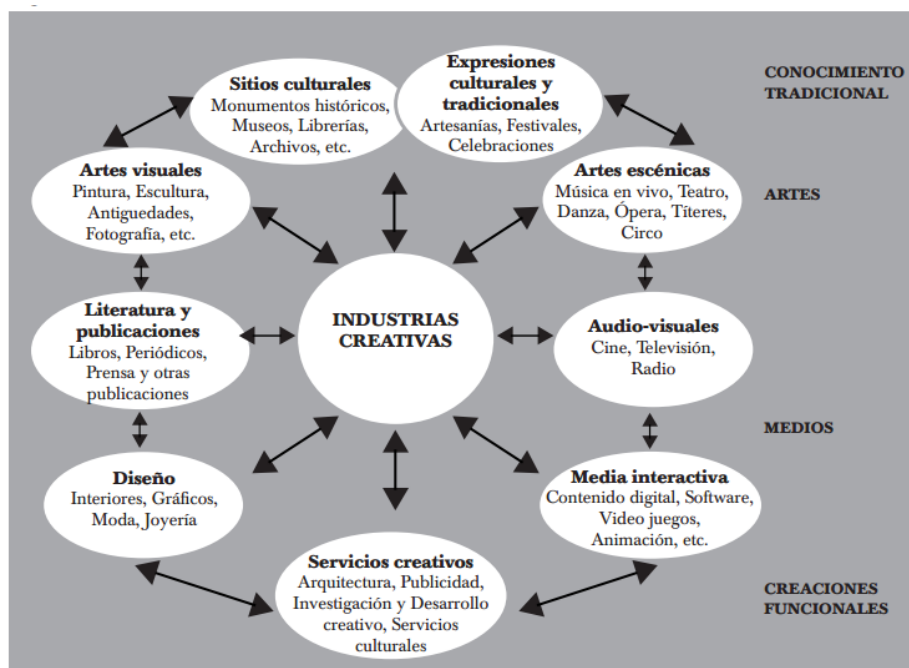 Sitios culturales
Monumentos históricos,
Museos, Librerías,
Archivos, etc.
Expresiones
culturales y
tradicionales
Artesanías, Festivales,
Celebraciones
CONOCIMIENTO
TRADICIONAL
Artes visuales
Pintura, Escultura,
Antiguedades,
Fotografía, etc.
Artes escénicas
Música en vivo, Teatro,
Danza, Ópera, Títeres,
Circo
ARTES
Literatura y
publicaciones
Libros, Periódicos,
Prensa y otras
publicaciones
INDUSTRIAS
CREATIVAS
Audio-visuales
Cine, Televisión,
Radio
MEDIOS
Diseño
Interiores, Gráficos,
Moda, Joyería
Media interactiva
Contenido digital, Software,
Video juegos,
Animación, etc.
Servicios creativos
Arquitectura, Publicidad,
Investigación y Desarrollo
creativo, Servicios
culturales
CREACIONES
FUNCIONALES